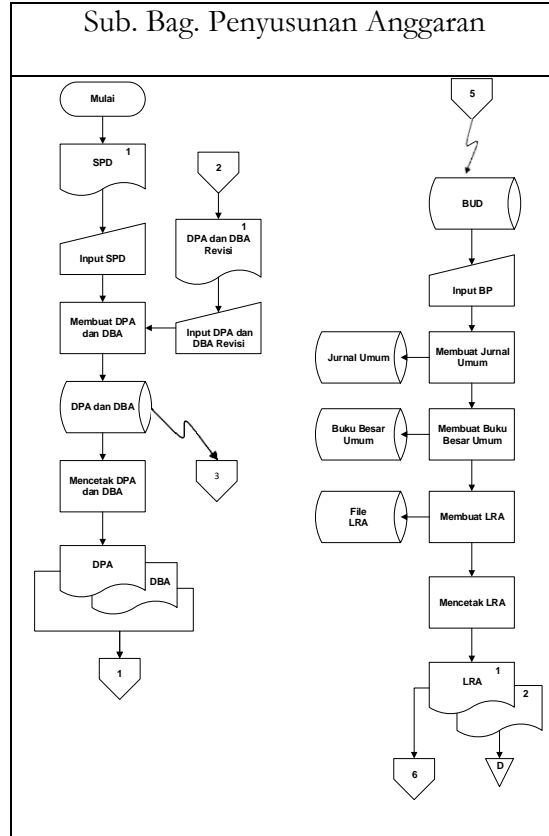 Sub. Bag. Penyusunan Anggaran
Mulai
SPD
1
Input SPD
2
DPA dan DBA
Revisi
1
Input DPA dan
DBA Revisi
Membuat DPA
dan DBA
DPA dan DBA
3
Mencetak DPA
dan DBA
DPA
DBA
1
5
BUD
Input BP
Membuat Jurnal
Umum
Jurnal Umum
Membuat Buku
Besar Umum
Buku Besar
Umum
Membuat LRA
File
LRA
Mencetak LRA
LRA
1
2
6
D